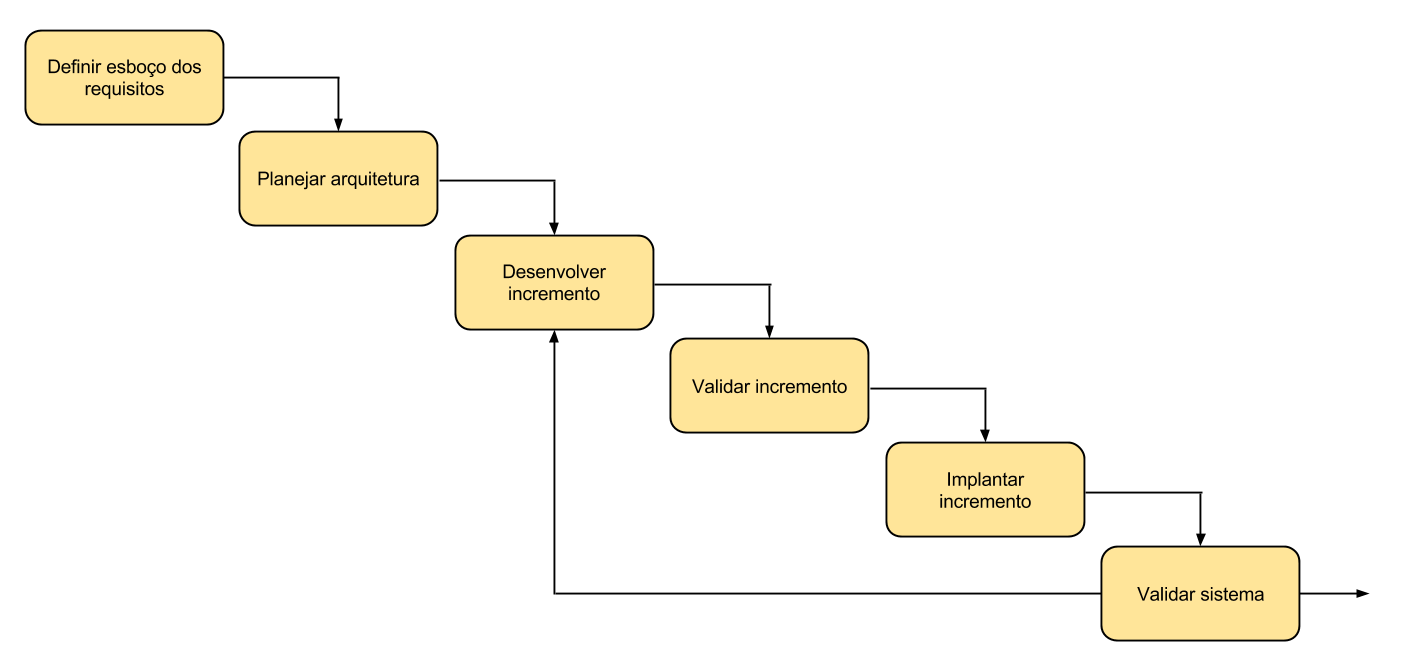 Definir esboço dos
requisitos
Planejar arquitetura
Desenvolver
incremento
Validar incremento
Implantar
incremento
Validar sistema